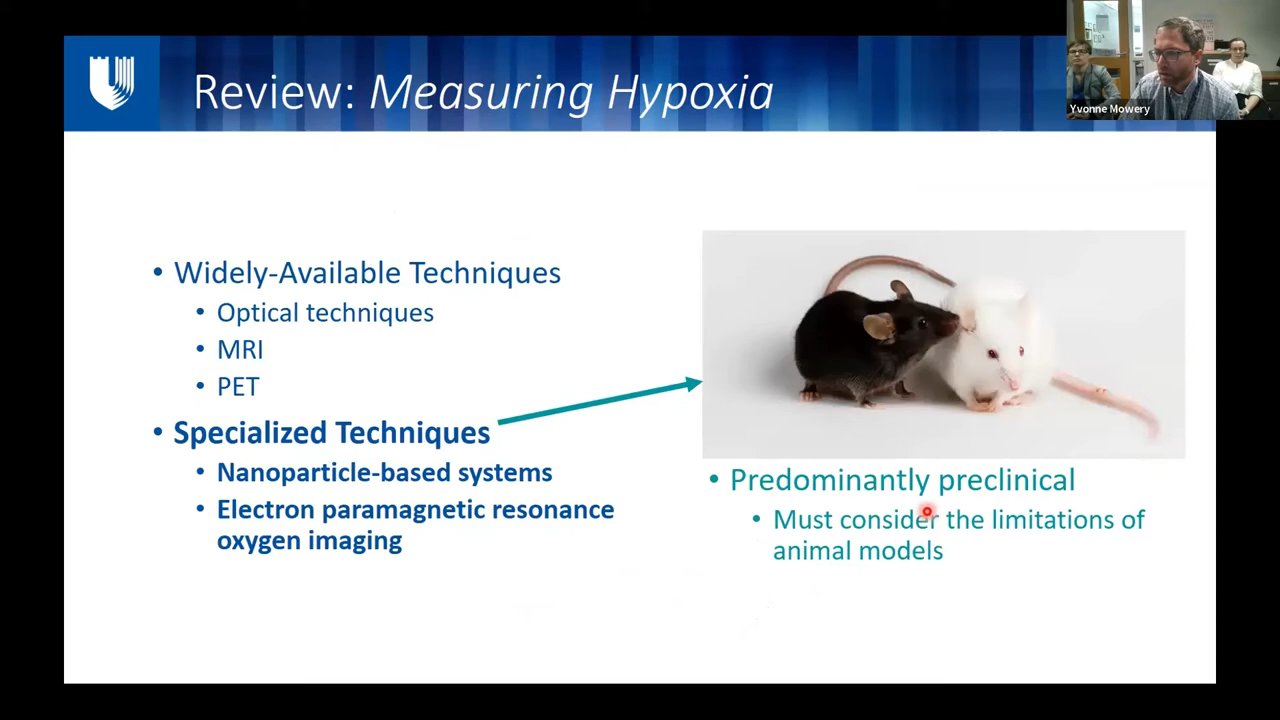 Review: Measuring Hypoxia
Yvonne Mowery
• Widely-Available Techniques
• Optical techniques
• MRI
• PET
• Specialized Techniques
• Nanoparticle-based systems
• Electron paramagnetic resonance
oxygen imaging
• Predominantly preclinical
• Must consider the limitations of
animal models